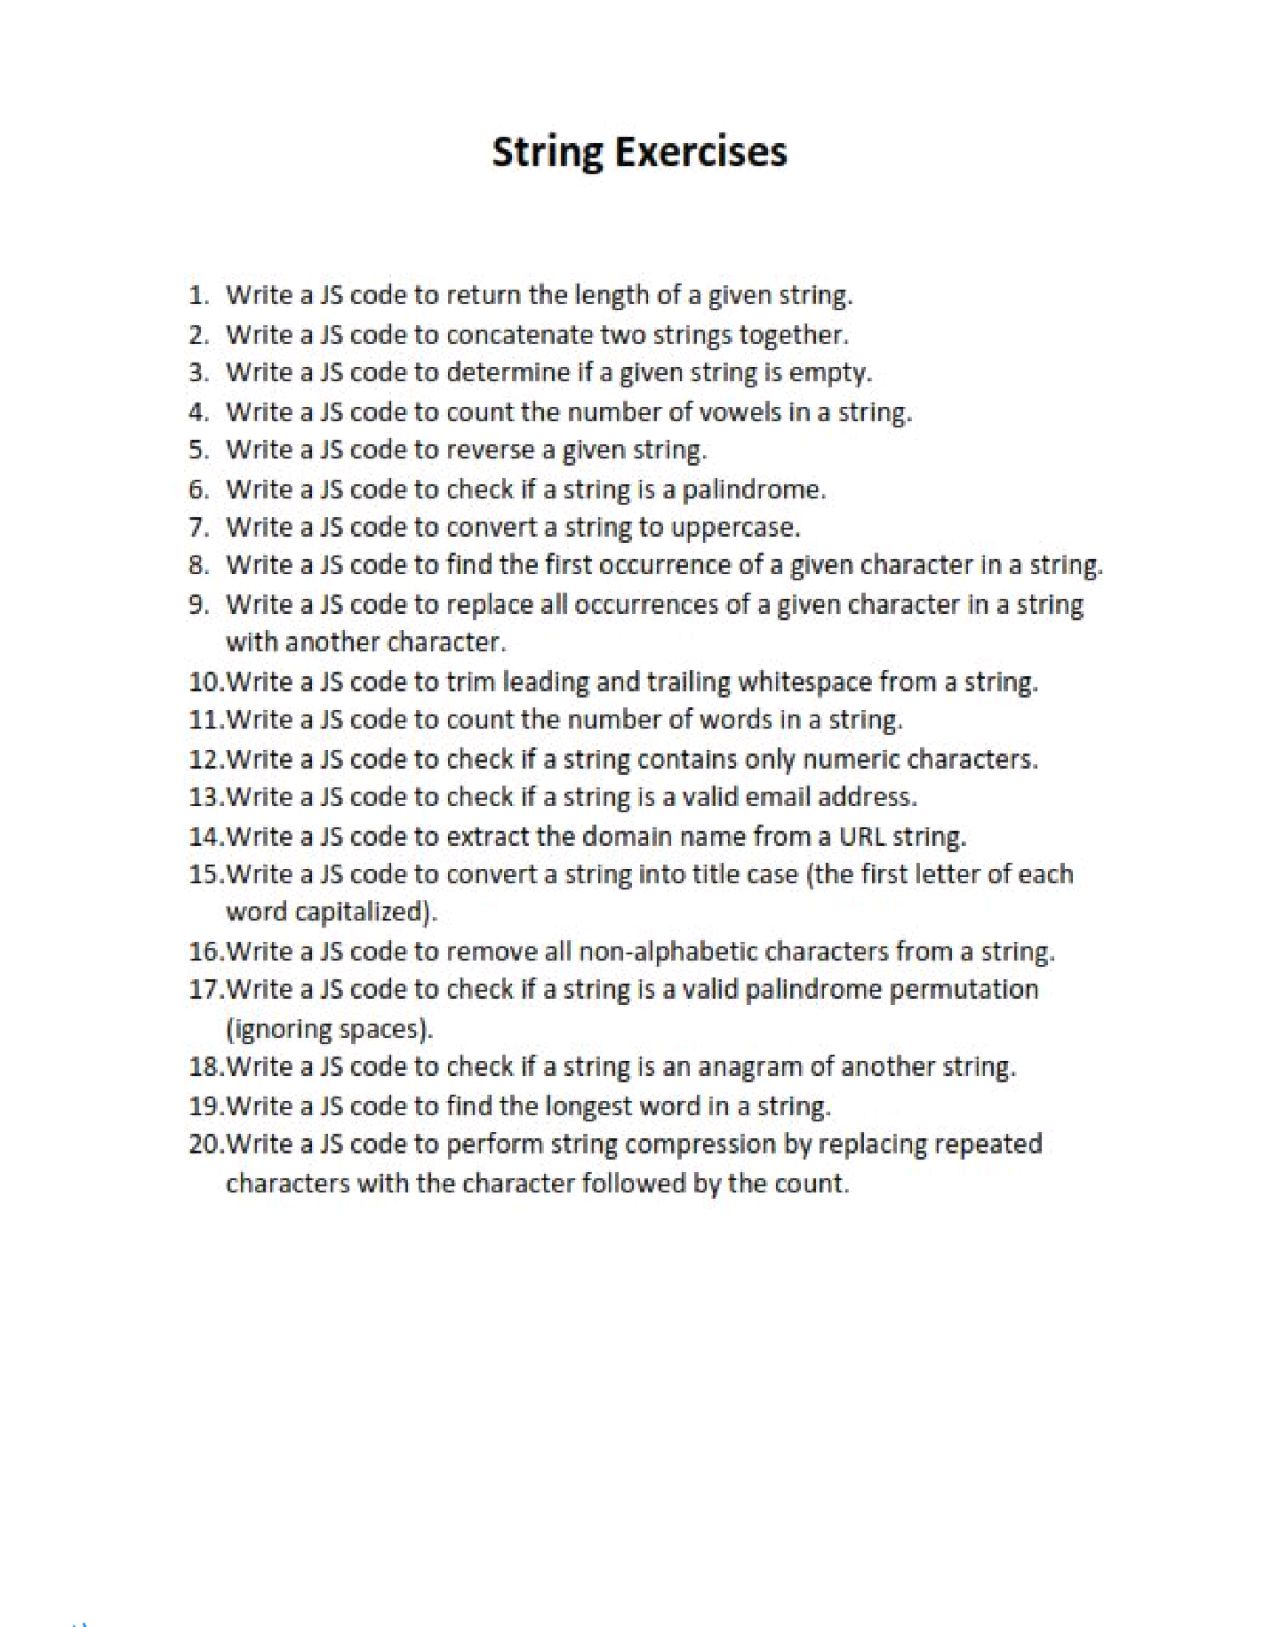 String Exercises
1. Write a JS code to return the length of a given string.
2. Write a JS code to concatenate two strings together.
3. Write a JS code to determine if a given string is empty.
4. Write a JS code to count the number of vowels in a string.
5. Write a JS code to reverse a given string.
6. Write a JS code to check if a string is a palindrome.
7. Write a JS code to convert a string to uppercase.
8. Write a JS code to find the first occurrence of a given character in a string.
9. Write a JS code to replace all occurrences of a given character in a string
with another character.
10.Write a JS code to trim leading and trailing whitespace from a string.
11.Write a JS code to count the number of words in a string.
12.Write a JS code to check if a string contains only numeric characters.
13.Write a JS code to check if a string is a valid email address.
14.Write a JS code to extract the domain name from a URL string.
15.Write a JS code to convert a string into title case (the first letter of each
word capitalized).
16.Write a JS code to remove all non-alphabetic characters from a string.
17.Write a JS code to check if a string is a valid palindrome permutation
(ignoring spaces).
18.Write a JS code to check if a string is an anagram of another string.
19.Write a JS code to find the longest word in a string.
20.Write a JS code to perform string compression by replacing repeated
characters with the character followed by the count.